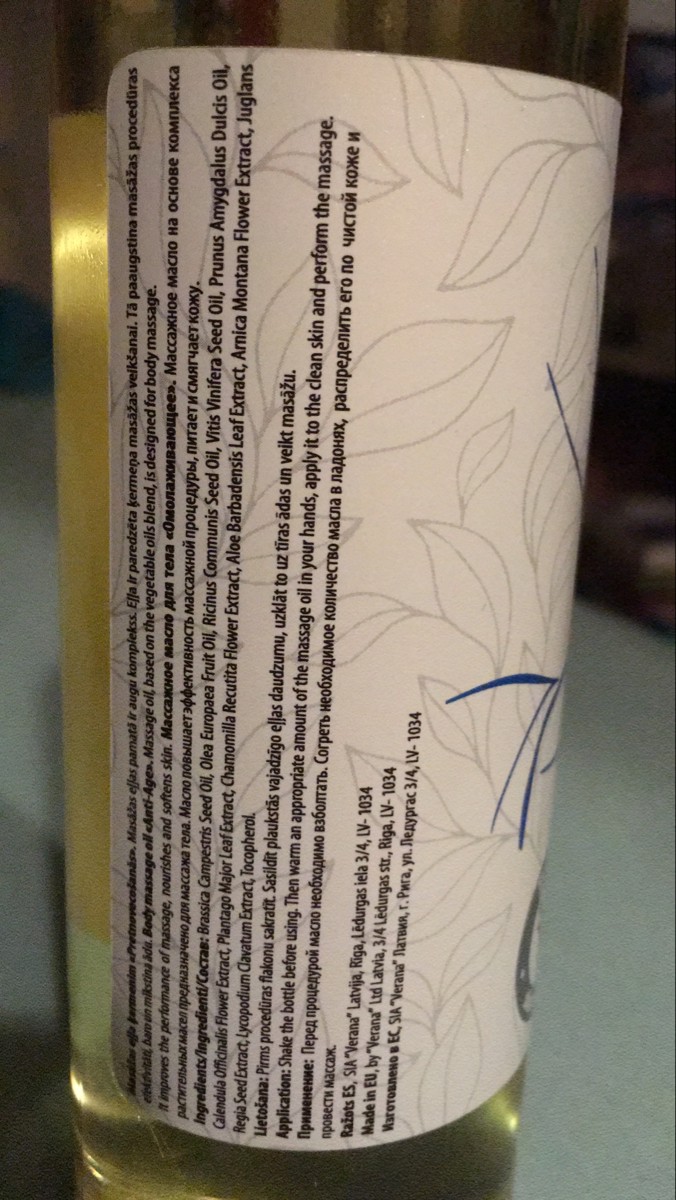 Masāžas eļļa ķermenim «Pretnovecošanās». Masāžas eļļas pamatā ir augu komplekss. Eļļa ir paredzēta ķermeņa masāžas veikšanai. Tā paaugstina masāžas procedūras
efektivitāti, baro un mīkstina ādu. Body massage oil «Anti-Age». Massage oil, based on the vegetable oils blend, is designed for body massage.
It improves the performance of massage, nourishes and softens skin. Массажное масло для тела «Омолаживающее». Массажное масло на основе комплекса
растительных масел предназначено для массажа тела. Масло повышает эффективность массажной процедуры, питает и смягчает кожу.
Ingredients/Ingredienti/Состав: Brassica Campestris Seed Oil, Olea Europaea Fruit Oil, Ricinus Communis Seed Oil, Vitis Vinifera Seed Oil, Prunus Amygdalus Dulcis Oil,
Calendula Officinalis Flower Extract, Plantago Major Leaf Extract, Chamomilla Recutita Flower Extract, Aloe Barbadensis Leaf Extract, Arnica Montana Flower Extract, Juglans
Regia Seed Extract, Lycopodium Clavatum Extract, Tocopherol.
Lietošana: Pirms procedūras flakonu sakratīt. Sasildīt plaukstās vajadzīgo eļļas daudzumu, uzklāt to uz tīras ādas un veikt masāžu.
Application: Shake the bottle before using. Then warm an appropriate amount of the massage oil in your hands, apply it to the clean skin and perform the massage.
Применение: Перед процедурой масло необходимо взболтать. Согреть необходимое количество масла в ладонях, распределить его по чистой коже и
провести массаж.
Ražots ES, SIA "Verana" Latvija, Rīga, Lēdurgas iela 3/4, LV- 1034
Made in EU, by "Verana" Ltd Latvia, 3/4 Lēdurgas str., Riga, LV- 1034
Изготовлено в ЕС, SIA "Verana" Латвия, г. Рига, ул. Ледургас 3/4, LV- 1034